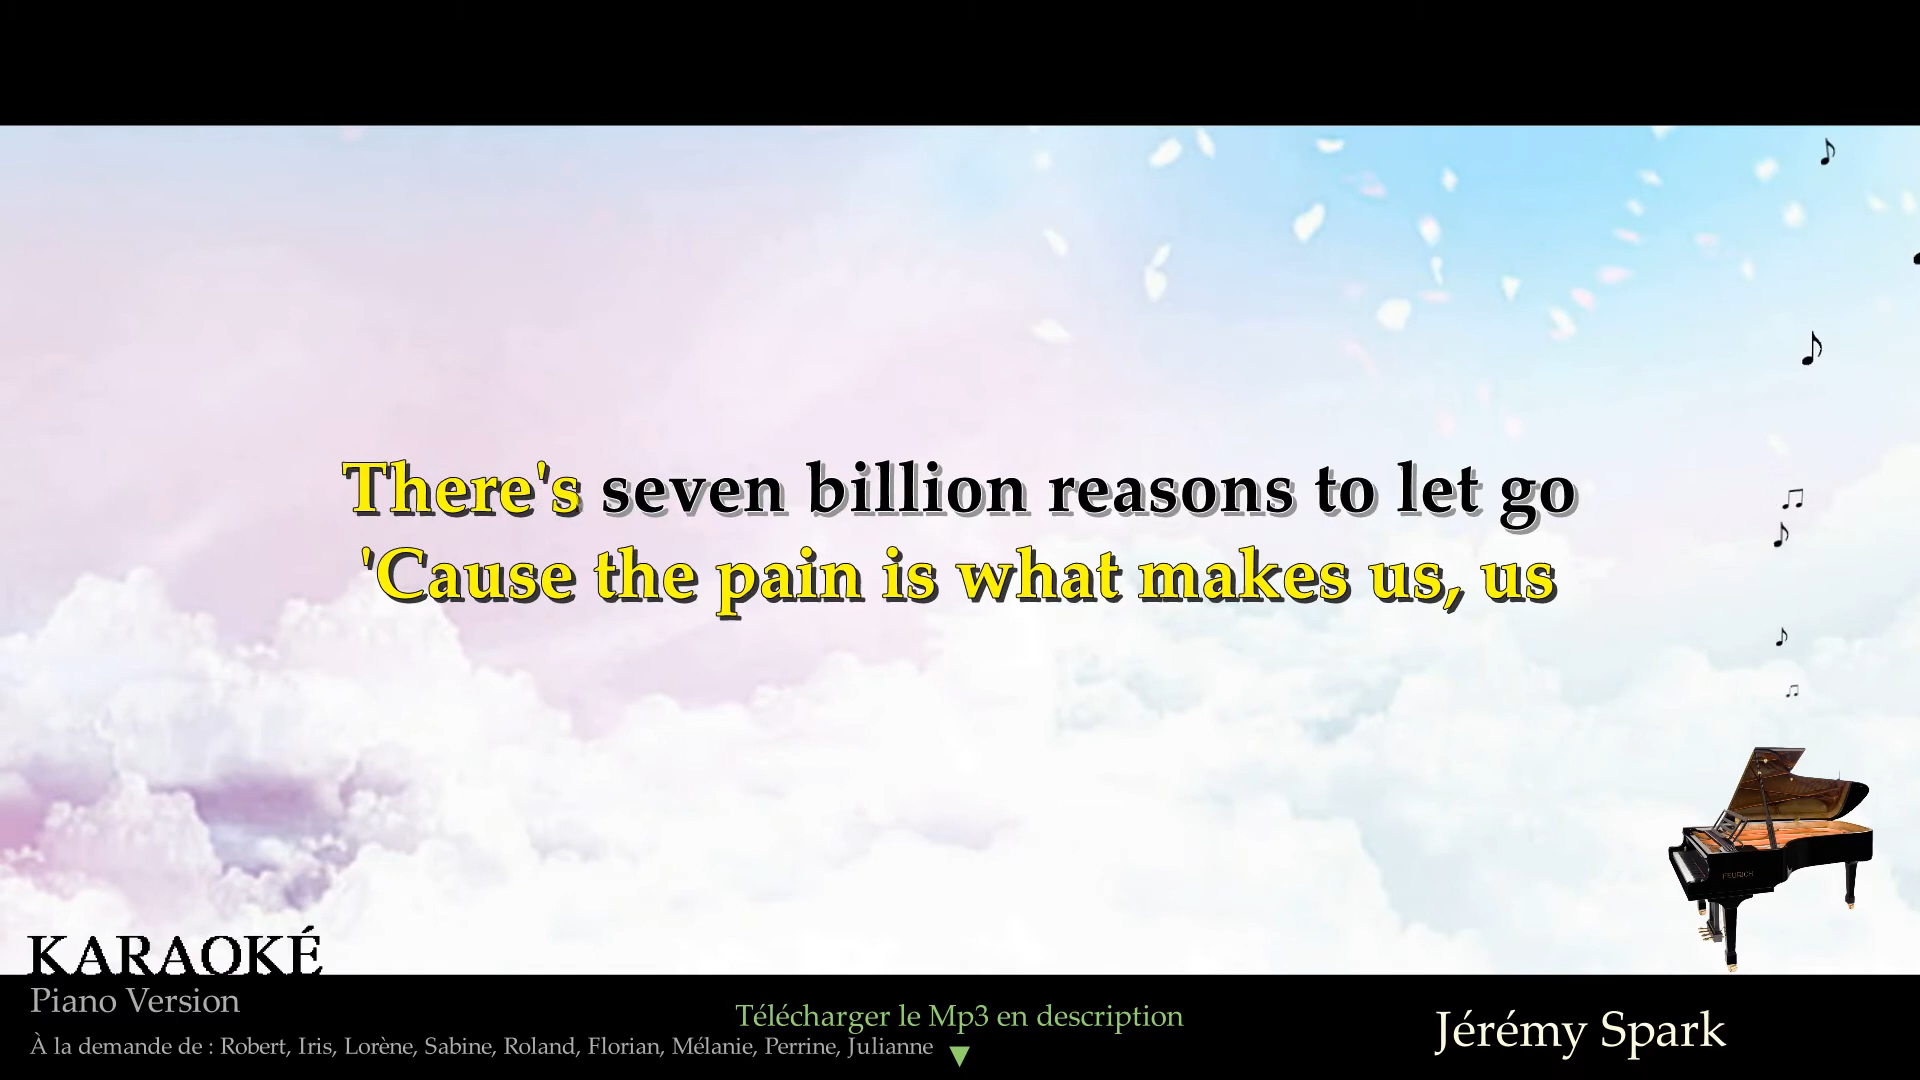 There's seven billion reasons to let go
'Cause the pain is what makes us, us
FEURICH
KARAOKÉ
Piano Version
Télécharger le Mp3 en description
À la demande de : Robert, Iris, Lorène, Sabine, Roland, Florian, Mélanie, Perrine, Julianne
Jérémy Spark